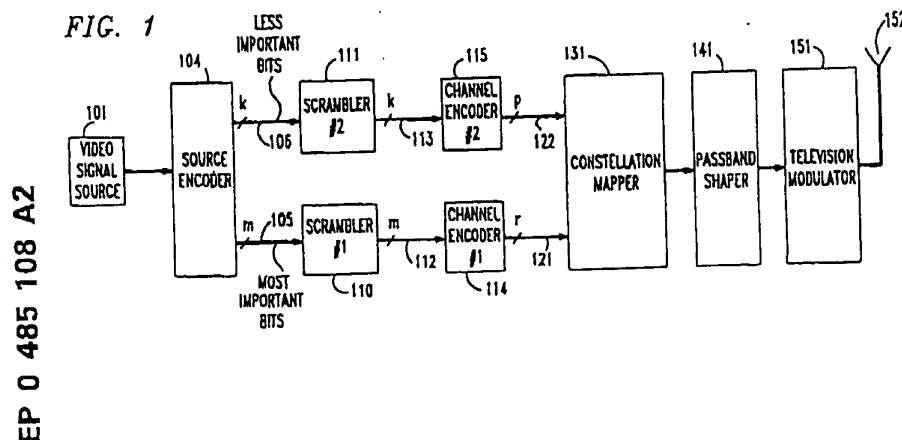 FIG. 1
LESS
IMPORTANT
BITS
104
111
115
131
141
151
152
101
VIDEO
SIGNAL
SOURCE
SOURCE
ENCODER
k
106
SCRAMBLER
#2
k
113
CHANNEL
ENCODER
#2
p
122
CONSTELLATION
MAPPER
PASSBAND
SHAPER
TELEVISION
MODULATOR
m
105
SCRAMBLER
#1
m
112
CHANNEL
ENCODER
#1
r
121
MOST
IMPORTANT
BITS
110
114
EP 0 485 108 A2